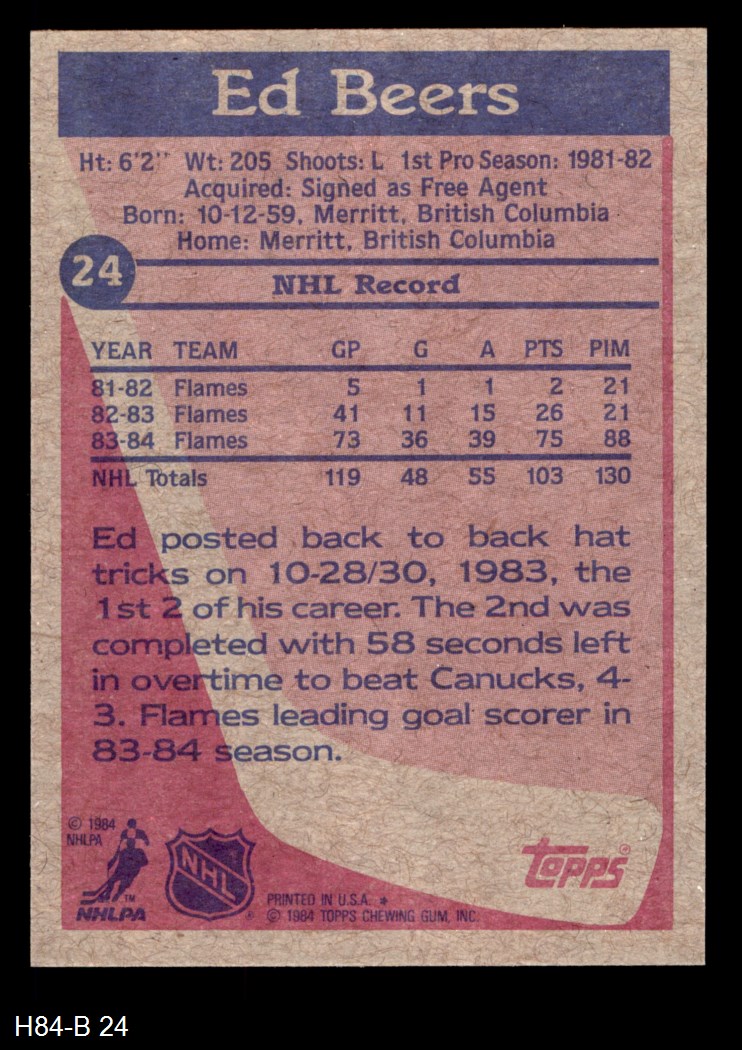 Ed Beers
Ht: 6'2" Wt: 205 Shoots: L 1st Pro Season: 1981-82
Acquired: Signed as Free Agent
Born: 10-12-59, Merritt, British Columbia
Home: Merritt, British Columbia
24
NHL Record
YEAR TEAM GP G A PTS PIM
81-82 Flames 5 1 1 2 21
82-83 Flames 41 11 15 26 21
83-84 Flames 73 36 39 75 88
NHL Totals 119 48 55 103 130
Ed posted back to back hat
tricks on 10-28/30, 1983, the
1st 2 of his career. The 2nd was
completed with 58 seconds left
in overtime to beat Canucks, 4-
3. Flames leading goal scorer in
83-84 season.
© 1984
NHLPA
™
NHLPA
NHL
®
PRINTED IN U.S.A. *
© 1984 TOPPS CHEWING GUM, INC.
Topps ®
H84-B 24